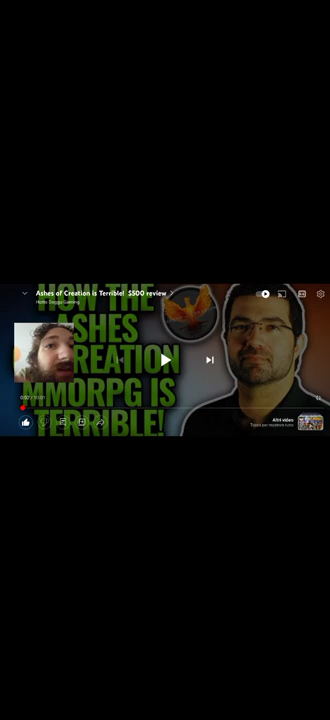 Ashes of Creation is Terrible! $500 review
HOW THE
ASHES
CREATION
MMORPG IS
TERRIBLE!
Altri video